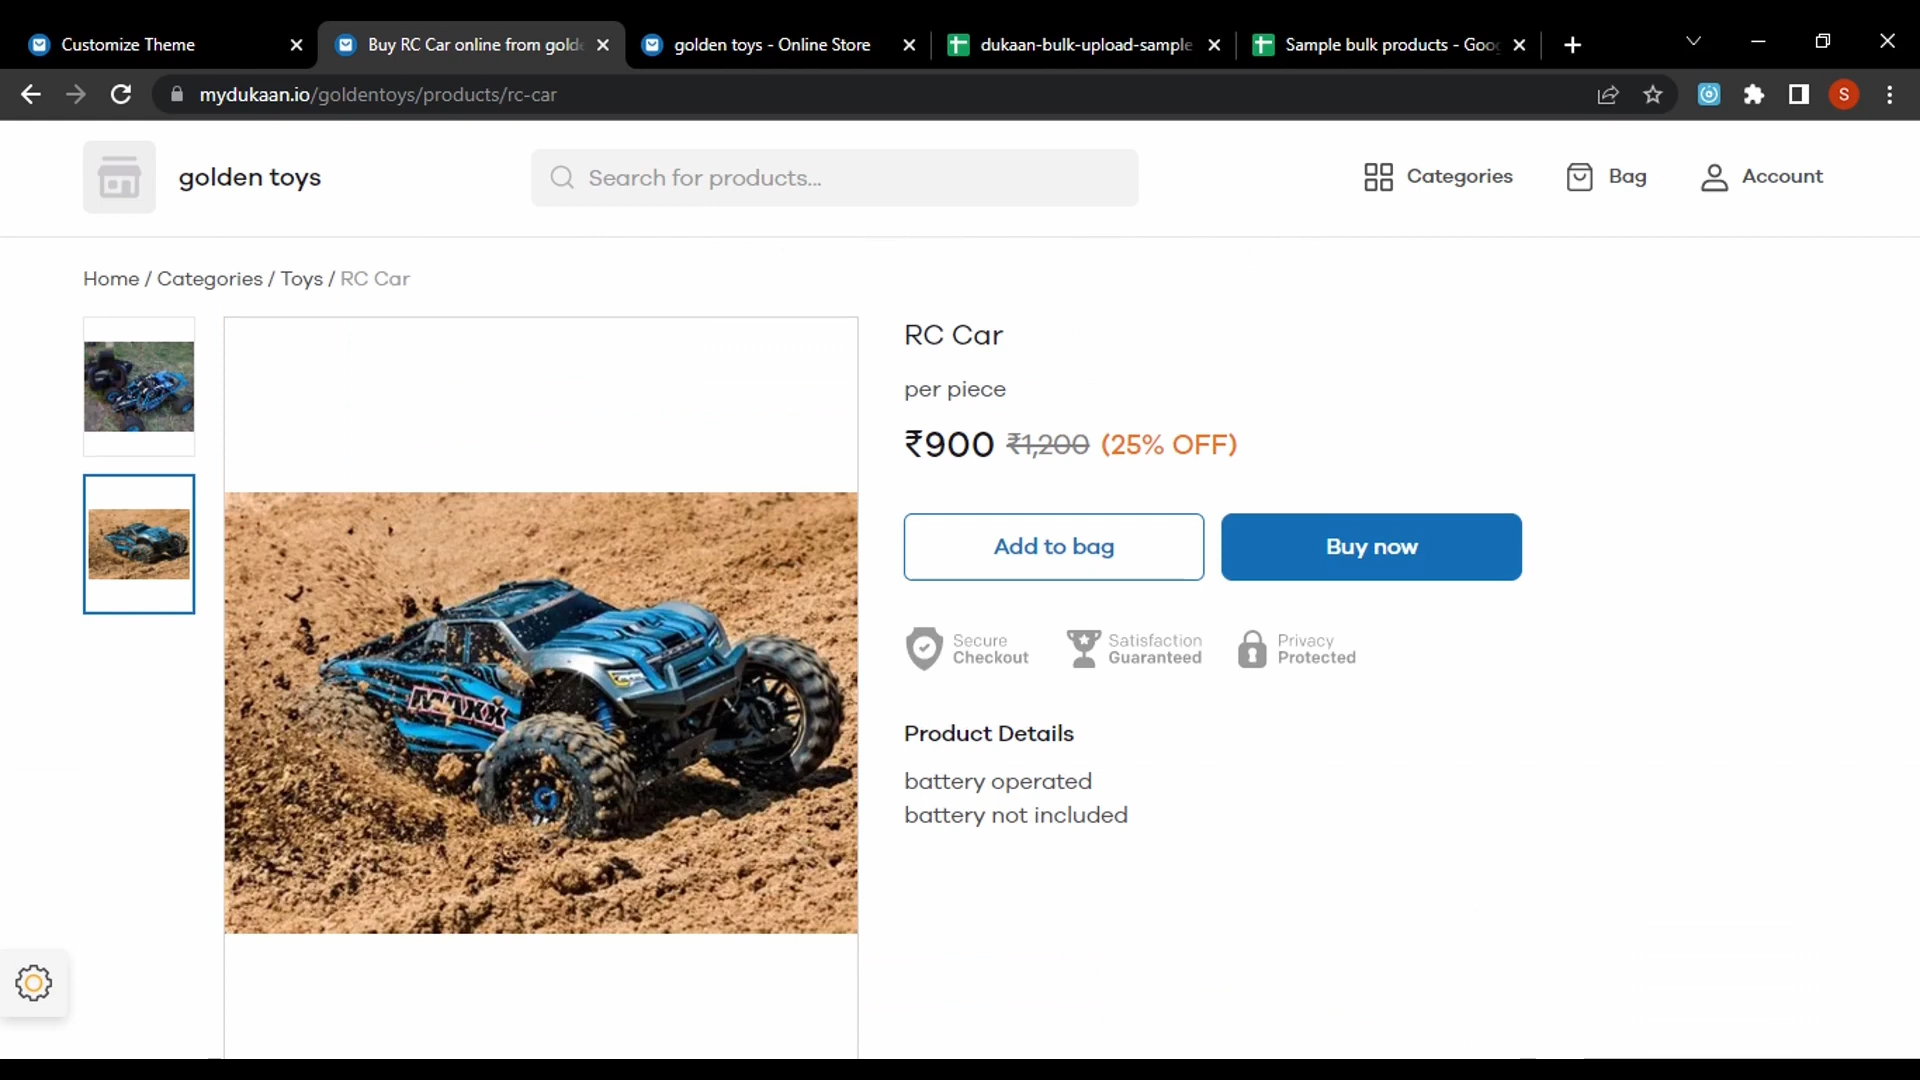 Customize Theme
Buy RC Car online from gold
golden toys - Online Store
dukaan-bulk-upload-sample
Sample bulk products - Goo
mydukaan.io/goldentoys/products/rc-car
S
golden toys
Search for products...
Categories
Bag
Account
Home / Categories / Toys / RC Car
RC Car
per piece
₹900 ₹1,200 (25% OFF)
Add to bag
Buy now
Secure
Checkout
Satisfaction
Guaranteed
Privacy
Protected
MAXX
Product Details
battery operated
battery not included